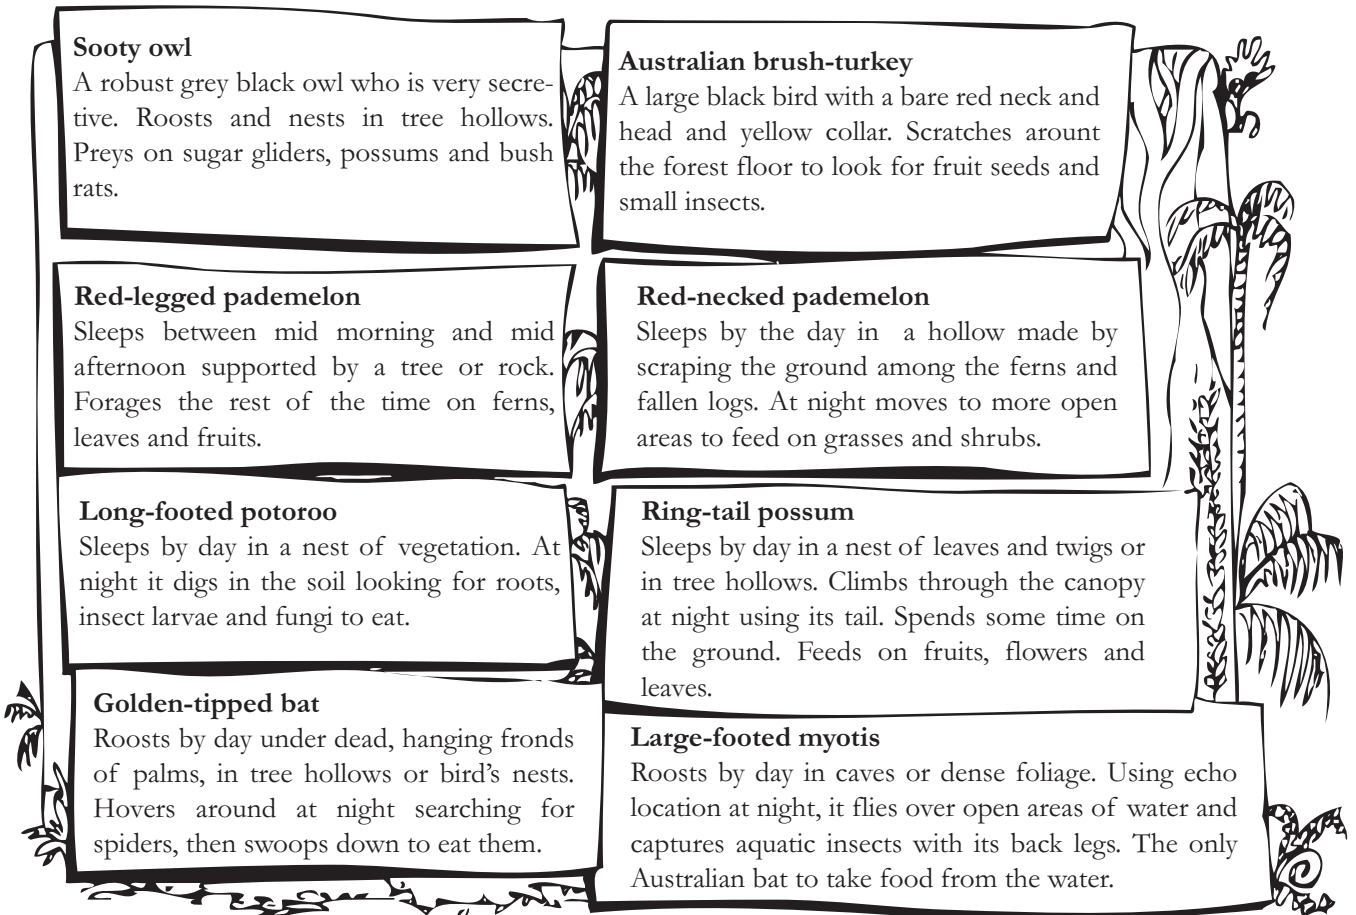 Sooty owl
A robust grey black owl who is very secre-
tive. Roosts and nests in tree hollows.
Preys on sugar gliders, possums and bush
rats.
Australian brush-turkey
A large black bird with a bare red neck and
head and yellow collar. Scratches arount
the forest floor to look for fruit seeds and
small insects.
Red-legged pademelon
Sleeps between mid morning and mid
afternoon supported by a tree or rock.
Forages the rest of the time on ferns,
leaves and fruits.
Red-necked pademelon
Sleeps by the day in a hollow made by
scraping the ground among the ferns and
fallen logs. At night moves to more open
areas to feed on grasses and shrubs.
Long-footed potoroo
Sleeps by day in a nest of vegetation. At
night it digs in the soil looking for roots,
insect larvae and fungi to eat.
Ring-tail possum
Sleeps by day in a nest of leaves and twigs or
in tree hollows. Climbs through the canopy
at night using its tail. Spends some time on
the ground. Feeds on fruits, flowers and
leaves.
Golden-tipped bat
Roosts by day under dead, hanging fronds
of palms, in tree hollows or bird’s nests.
Hovers around at night searching for
spiders, then swoops down to eat them.
Large-footed myotis
Roosts by day in caves or dense foliage. Using echo
location at night, it flies over open areas of water and
captures aquatic insects with its back legs. The only
Australian bat to take food from the water.